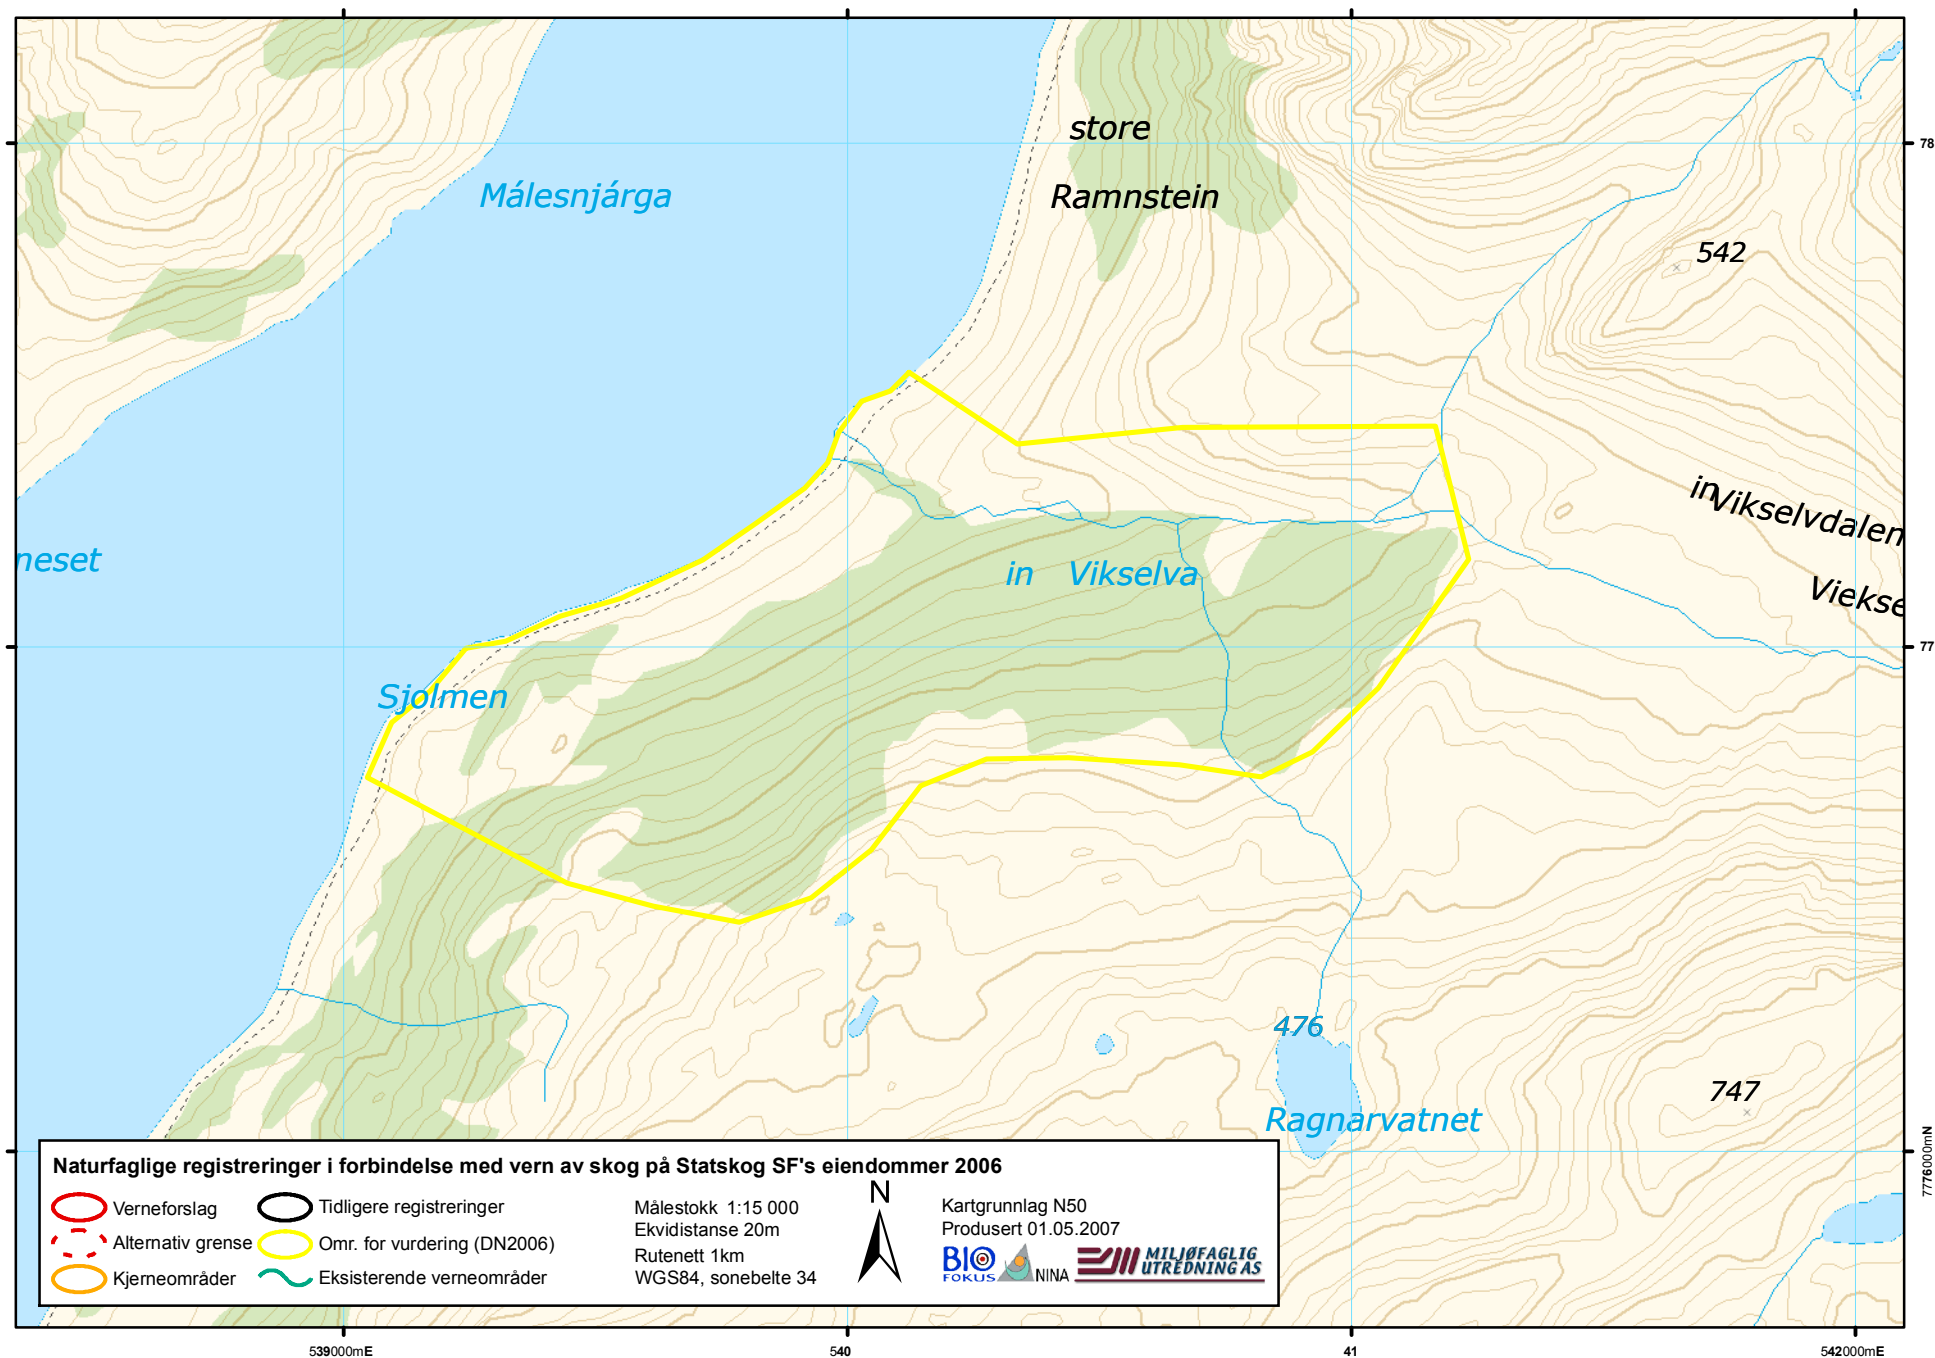 store
78
Målesnjárga
Ramnstein
542
in
Vikselvdalen
neset
in Vikselva
Viekse
77
Sjolmen
476
747
Ragnarvatnet
7776000mN
Naturfaglige registreringer i forbindelse med vern av skog på Statskog SF's eiendommer 2006
Verneforslag
Alternativ grense
Kjerneområder
Tidligere registreringer
Omr. for vurdering (DN2006)
Eksisterende verneområder
Målestokk 1:15 000
Ekvidistanse 20m
Rutenett 1km
WGS84, sonebelte 34
N
Kartgrunnlag N50
Produsert 01.05.2007
BIO
FOKUS
NINA
MILJØFAGLIG
UTREDNING AS
539000mE
540
41
542000mE